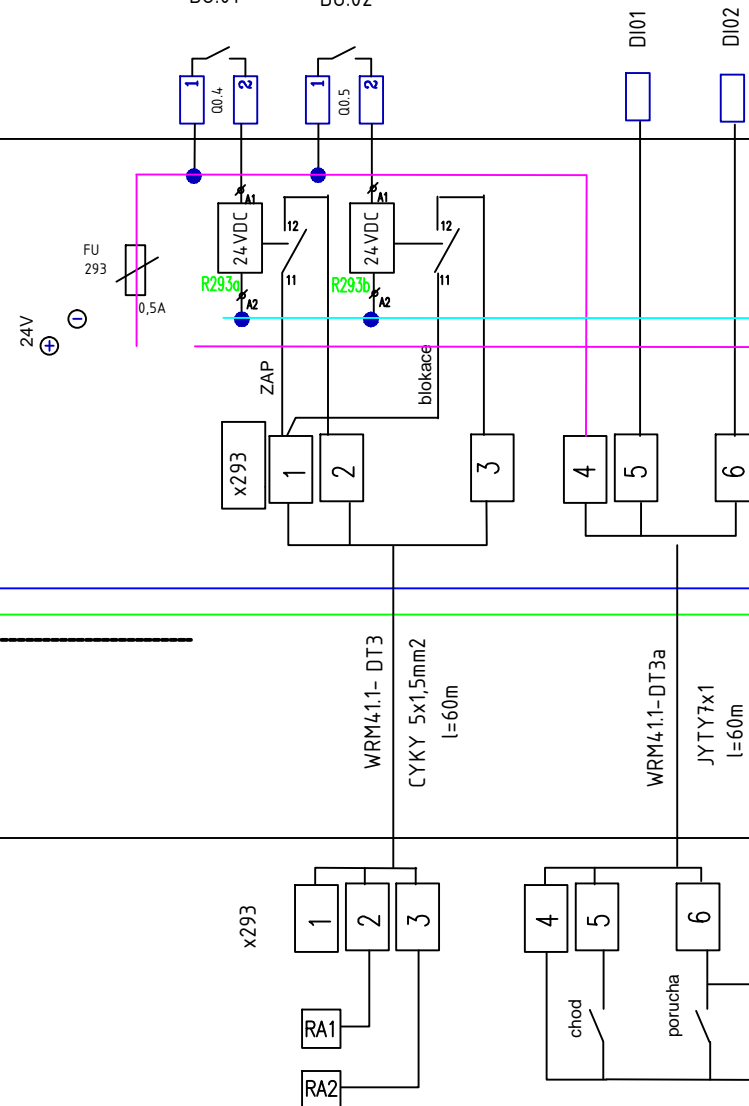 DO.02
DI01
DI02
1
2
1
2
Q0.4
Q0.5
A1
A1
24VDC
24VDC
12
12
11
11
R293a
R293b
A2
A2
FU
293
0,5A
24V
ZAP
blokace
x293
1
2
3
4
5
6
WRM41.1- DT3
CYKY 5x1,5mm2
l=60m
WRM41.1-DT3a
JYTY7x1
l=60m
x293
1
2
3
4
5
6
RA1
RA2
chod
porucha